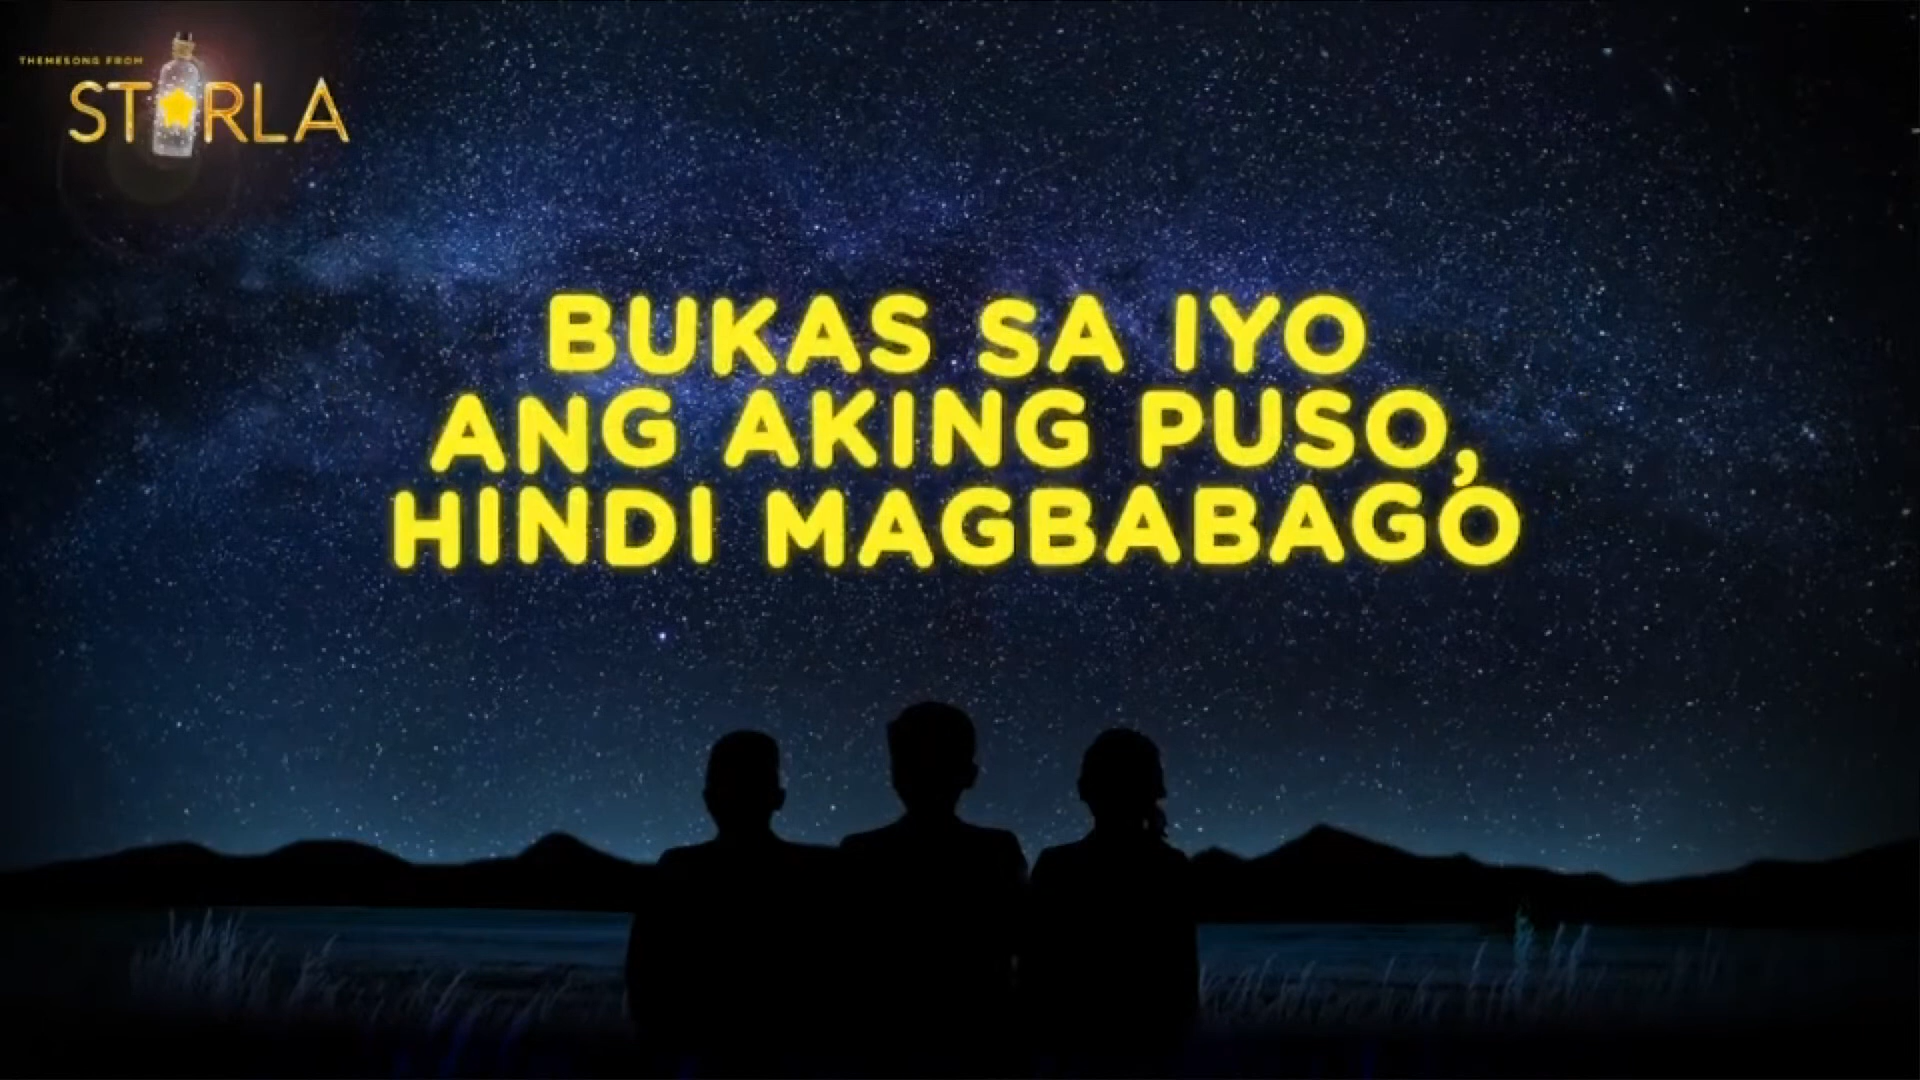 THEMESONG FROM
STARLA
BUKAS SA IYO
ANG AKING PUSO,
HINDI MAGBABAGO